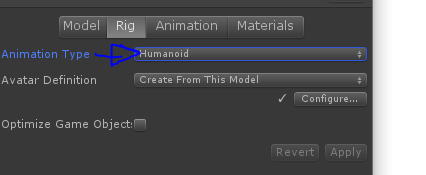 Model Rig Animation Materials
Animation Type Humanoid
Avatar Definition Create From This Model
✓ Configure...
Optimize Game Object
Revert Apply